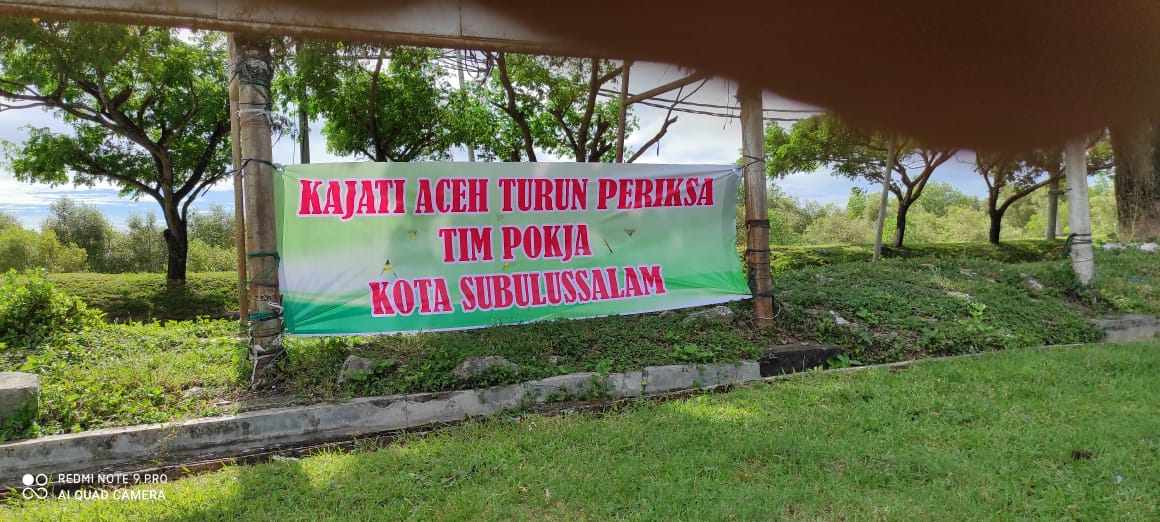 KAJATI ACEH TURUN PERIKSA
TIM POKJA
KOTA SUBULUSSALAM
REDMI NOTE 9 PRO
AI QUAD CAMERA